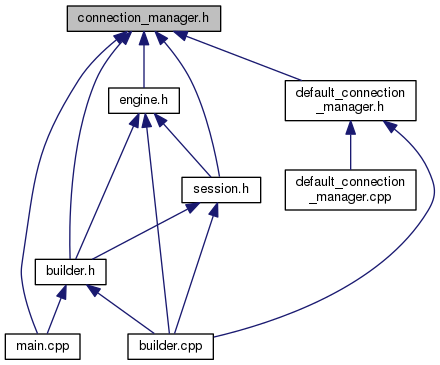 connection_manager.h
engine.h
default_connection
_manager.h
session.h
default_connection
_manager.cpp
builder.h
main.cpp
builder.cpp